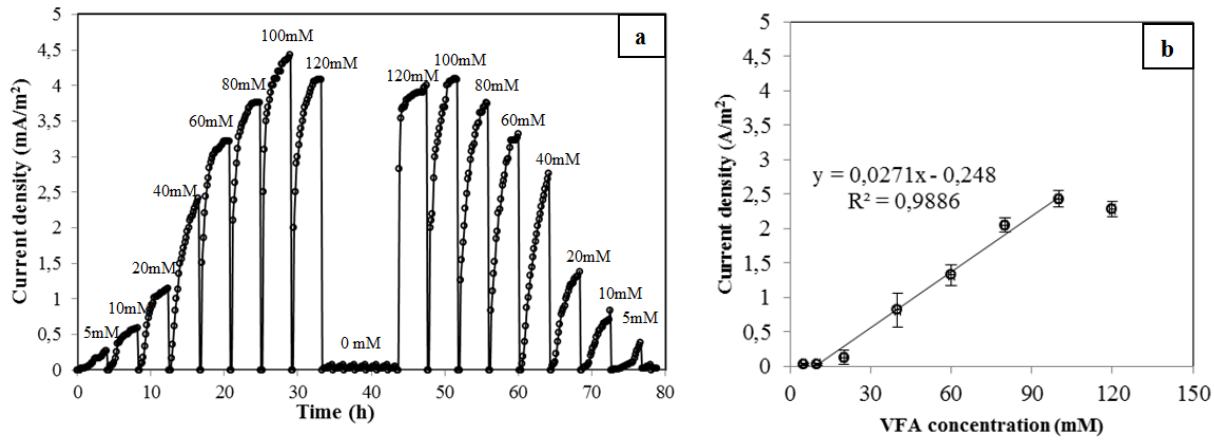 a
Current density (mA/m²)
5
4,5
4
3,5
3
2,5
2
1,5
1
0,5
0
5mM
10mM
20mM
40mM
60mM
80mM
100mM
120mM
0 mM
120mM
100mM
80mM
60mM
40mM
20mM
10mM
5mM
0 10 20 30 40 50 60 70 80
Time (h)
b
Current density (A/m²)
5
4,5
4
3,5
3
2,5
2
1,5
1
0,5
0
y = 0,0271x - 0,248
R² = 0,9886
0 30 60 90 120 150
VFA concentration (mM)